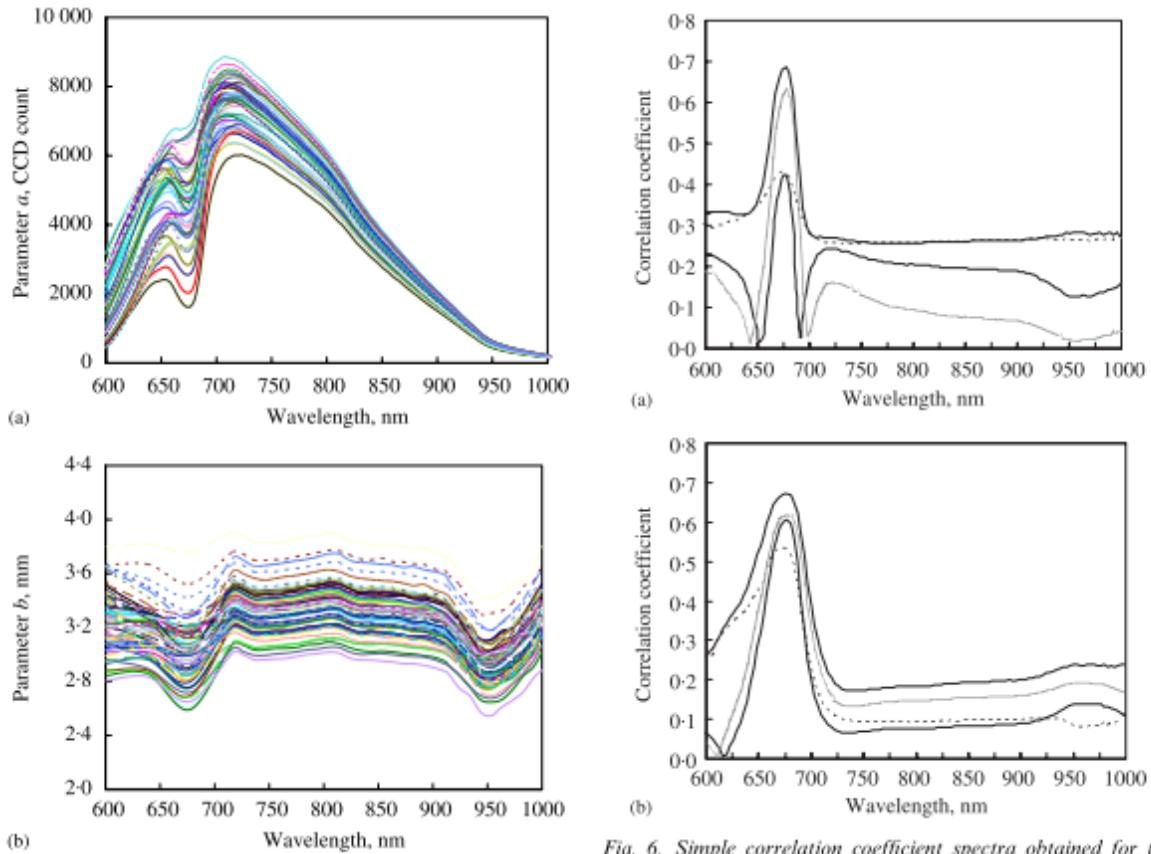 10 000
8000
6000
4000
2000
0
Parameter a, CCD count
600 650 700 750 800 850 900 950 1000
Wavelength, nm
(a)
4·4
4·0
3·6
3·2
2·8
2·4
2·0
Parameter b, mm
600 650 700 750 800 850 900 950 1000
Wavelength, nm
(b)
0·8
0·7
0·6
0·5
0·4
0·3
0·2
0·1
0·0
Correlation coefficient
600 650 700 750 800 850 900 950 1000
Wavelength, nm
(a)
0·8
0·7
0·6
0·5
0·4
0·3
0·2
0·1
0·0
Correlation coefficient
600 650 700 750 800 850 900 950 1000
Wavelength, nm
(b)
Fig. 6. Simple correlation coefficient spectra obtained for